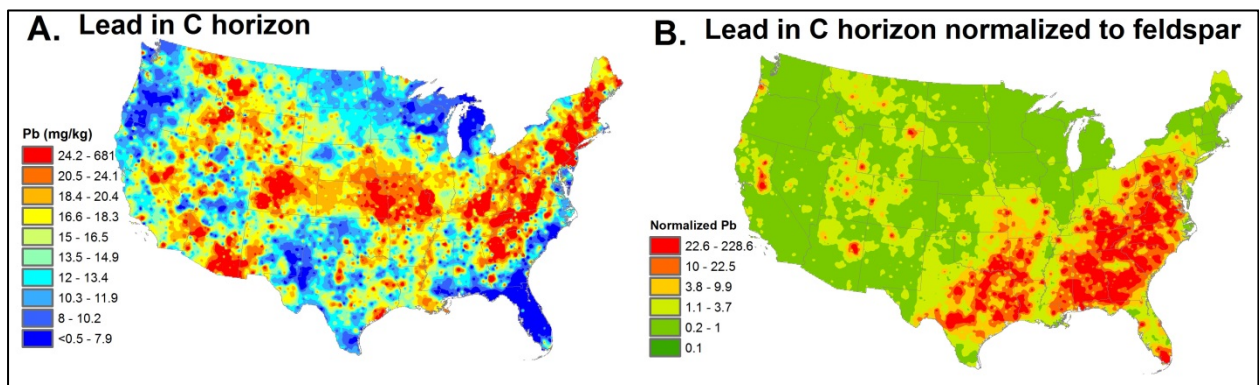 A. Lead in C horizon
Pb (mg/kg)
24.2 - 681
20.5 - 24.1
18.4 - 20.4
16.6 - 18.3
15 - 16.5
13.5 - 14.9
12 - 13.4
10.3 - 11.9
8 - 10.2
<0.5 - 7.9
B. Lead in C horizon normalized to feldspar
Normalized Pb
22.6 - 228.6
10 - 22.5
3.8 - 9.9
1.1 - 3.7
0.2 - 1
0.1